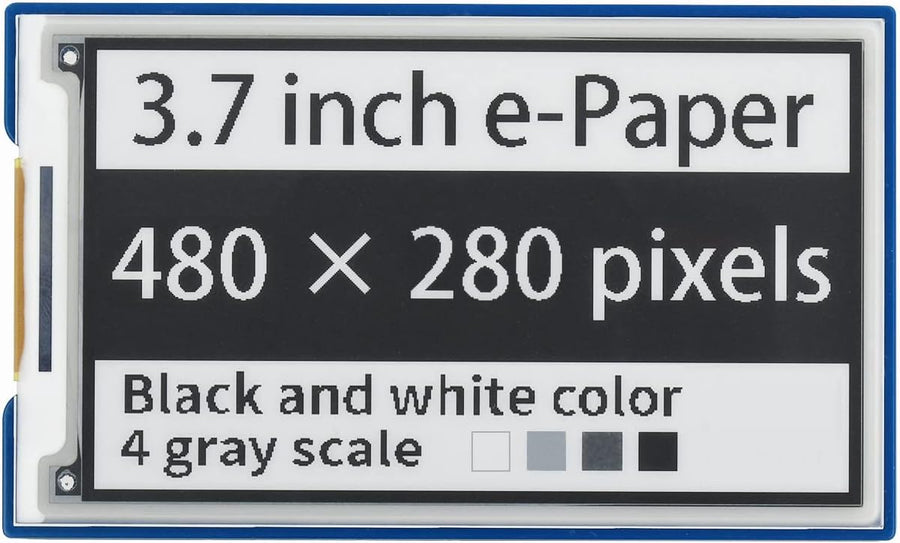 3.7 inch e-Paper
480 × 280 pixels
Black and white color
4 gray scale